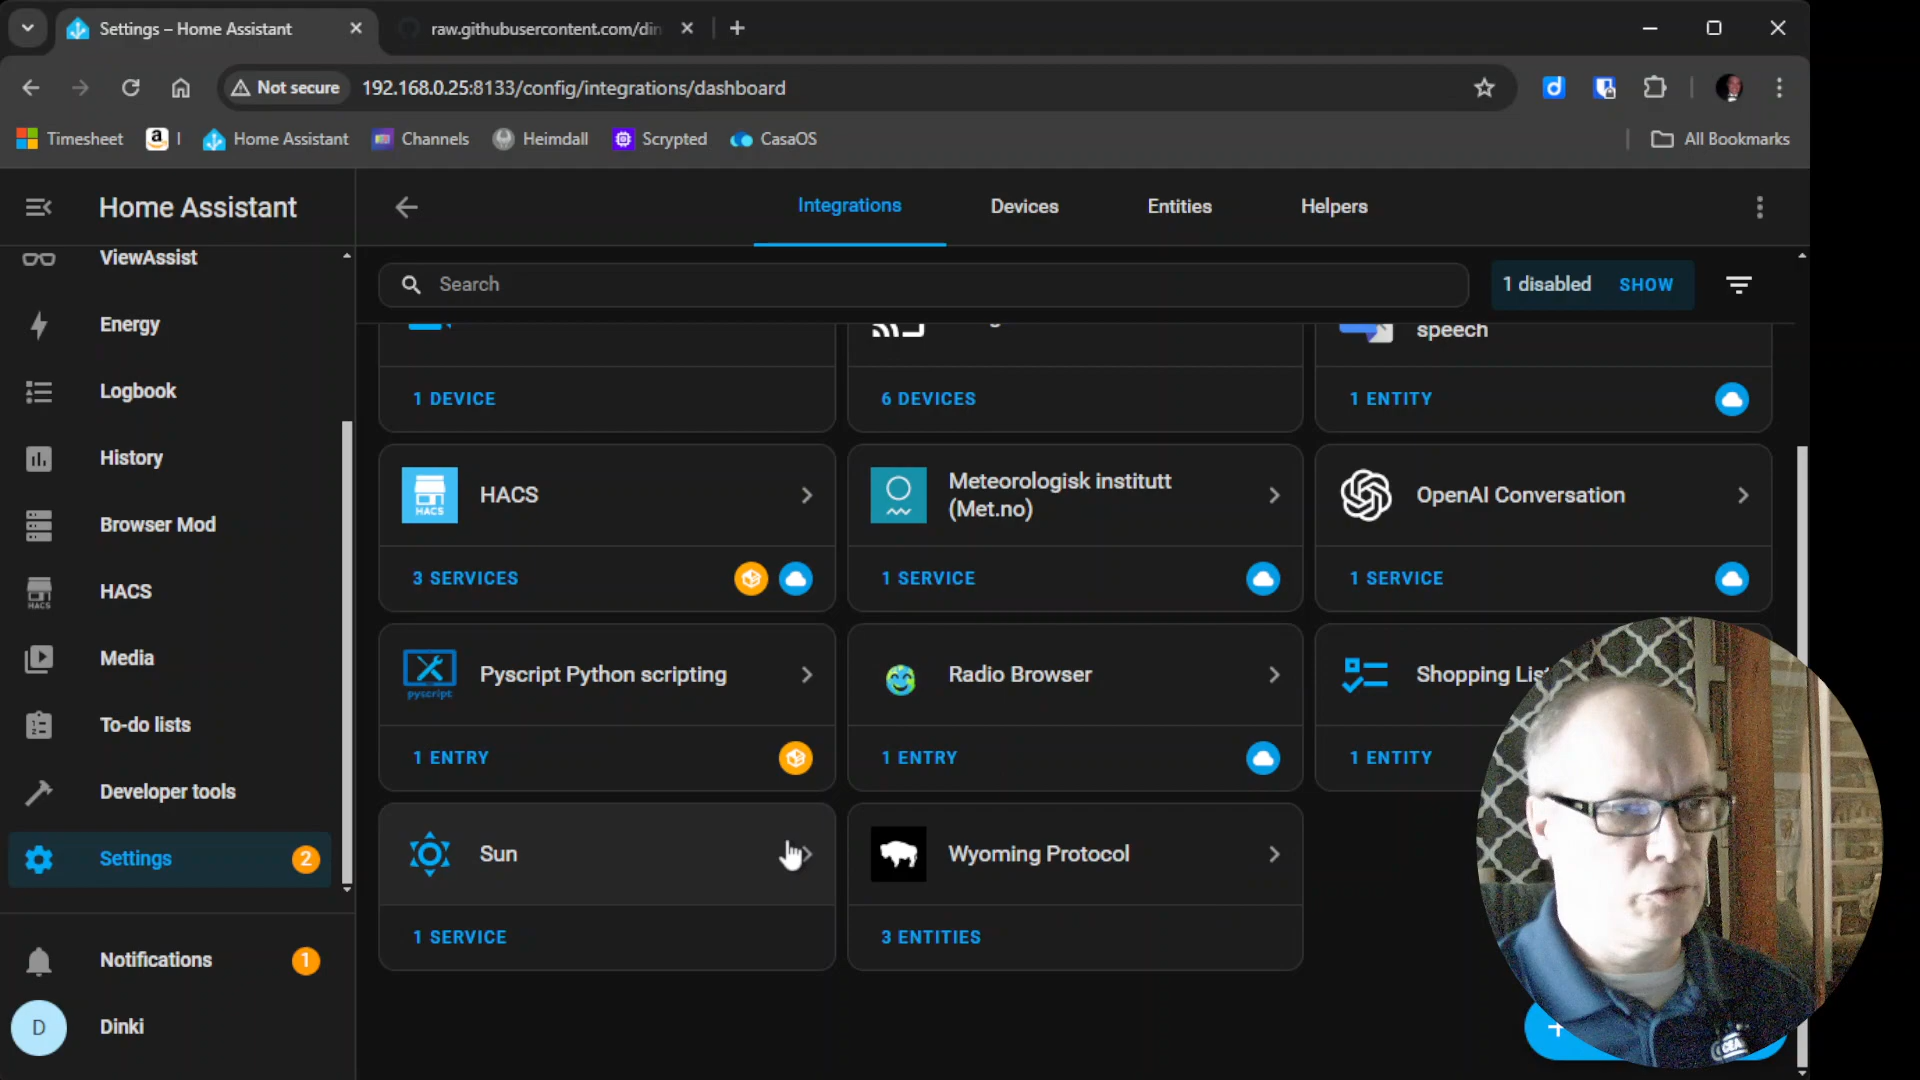 Settings – Home Assistant
raw.githubusercontent.com/din
Not secure
192.168.0.25:8133/config/integrations/dashboard
Timesheet
I
Home Assistant
Channels
Heimdall
Scrypted
CasaOS
All Bookmarks
Home Assistant
Integrations
Devices
Entities
Helpers
ViewAssist
Energy
Logbook
History
Browser Mod
HACS
Media
To-do lists
Developer tools
Settings
2
Notifications
1
D
Dinki
Search
1 disabled
SHOW
speech
1 DEVICE
6 DEVICES
1 ENTITY
HACS
HACS
Meteorologisk institutt
(Met.no)
OpenAI Conversation
3 SERVICES
1 SERVICE
1 SERVICE
pyscript
Pyscript Python scripting
Radio Browser
Shopping Lis
1 ENTRY
1 ENTRY
1 ENTITY
Sun
Wyoming Protocol
1 SERVICE
3 ENTITIES